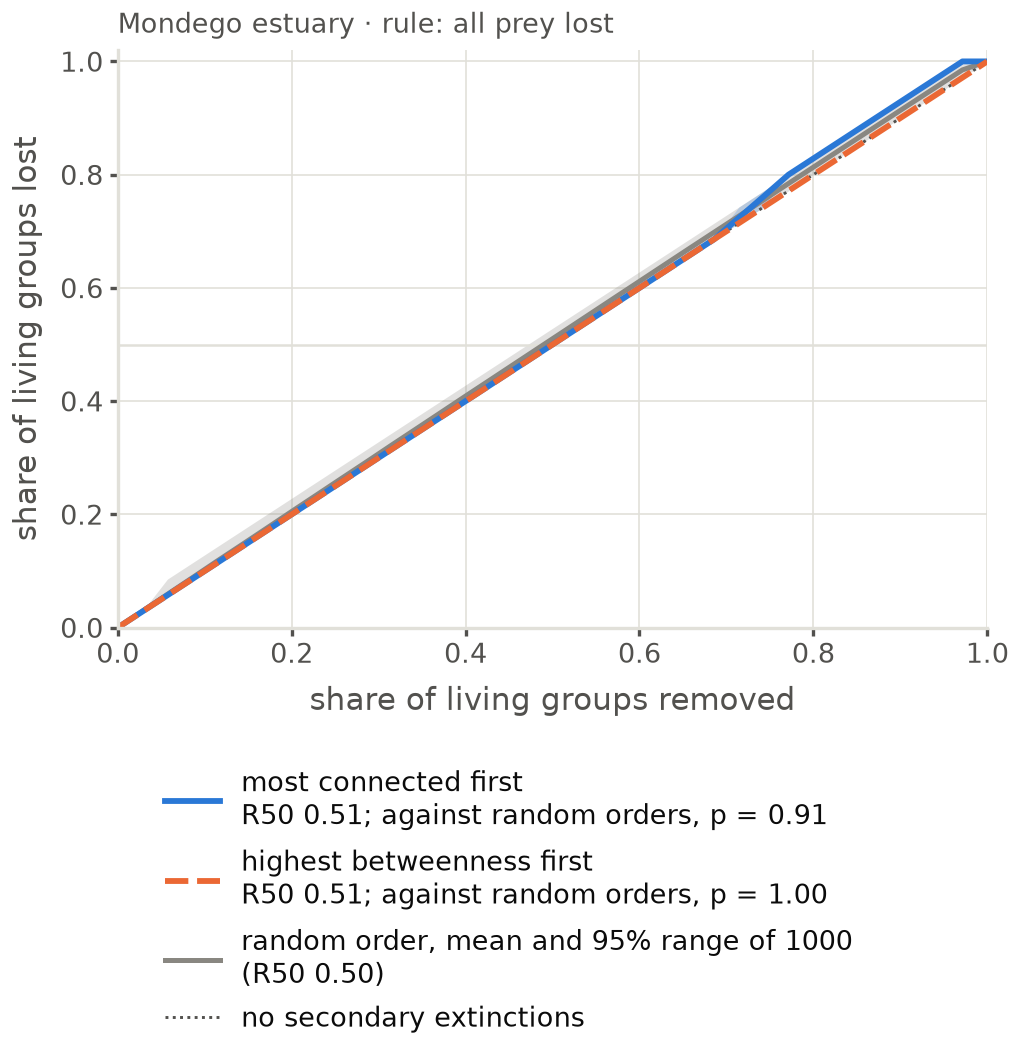 Mondego estuary · rule: all prey lost
share of living groups lost
1.0
0.8
0.6
0.4
0.2
0.0
0.0 0.2 0.4 0.6 0.8 1.0
share of living groups removed
most connected first
R50 0.51; against random orders, p = 0.91
highest betweenness first
R50 0.51; against random orders, p = 1.00
random order, mean and 95% range of 1000
(R50 0.50)
no secondary extinctions